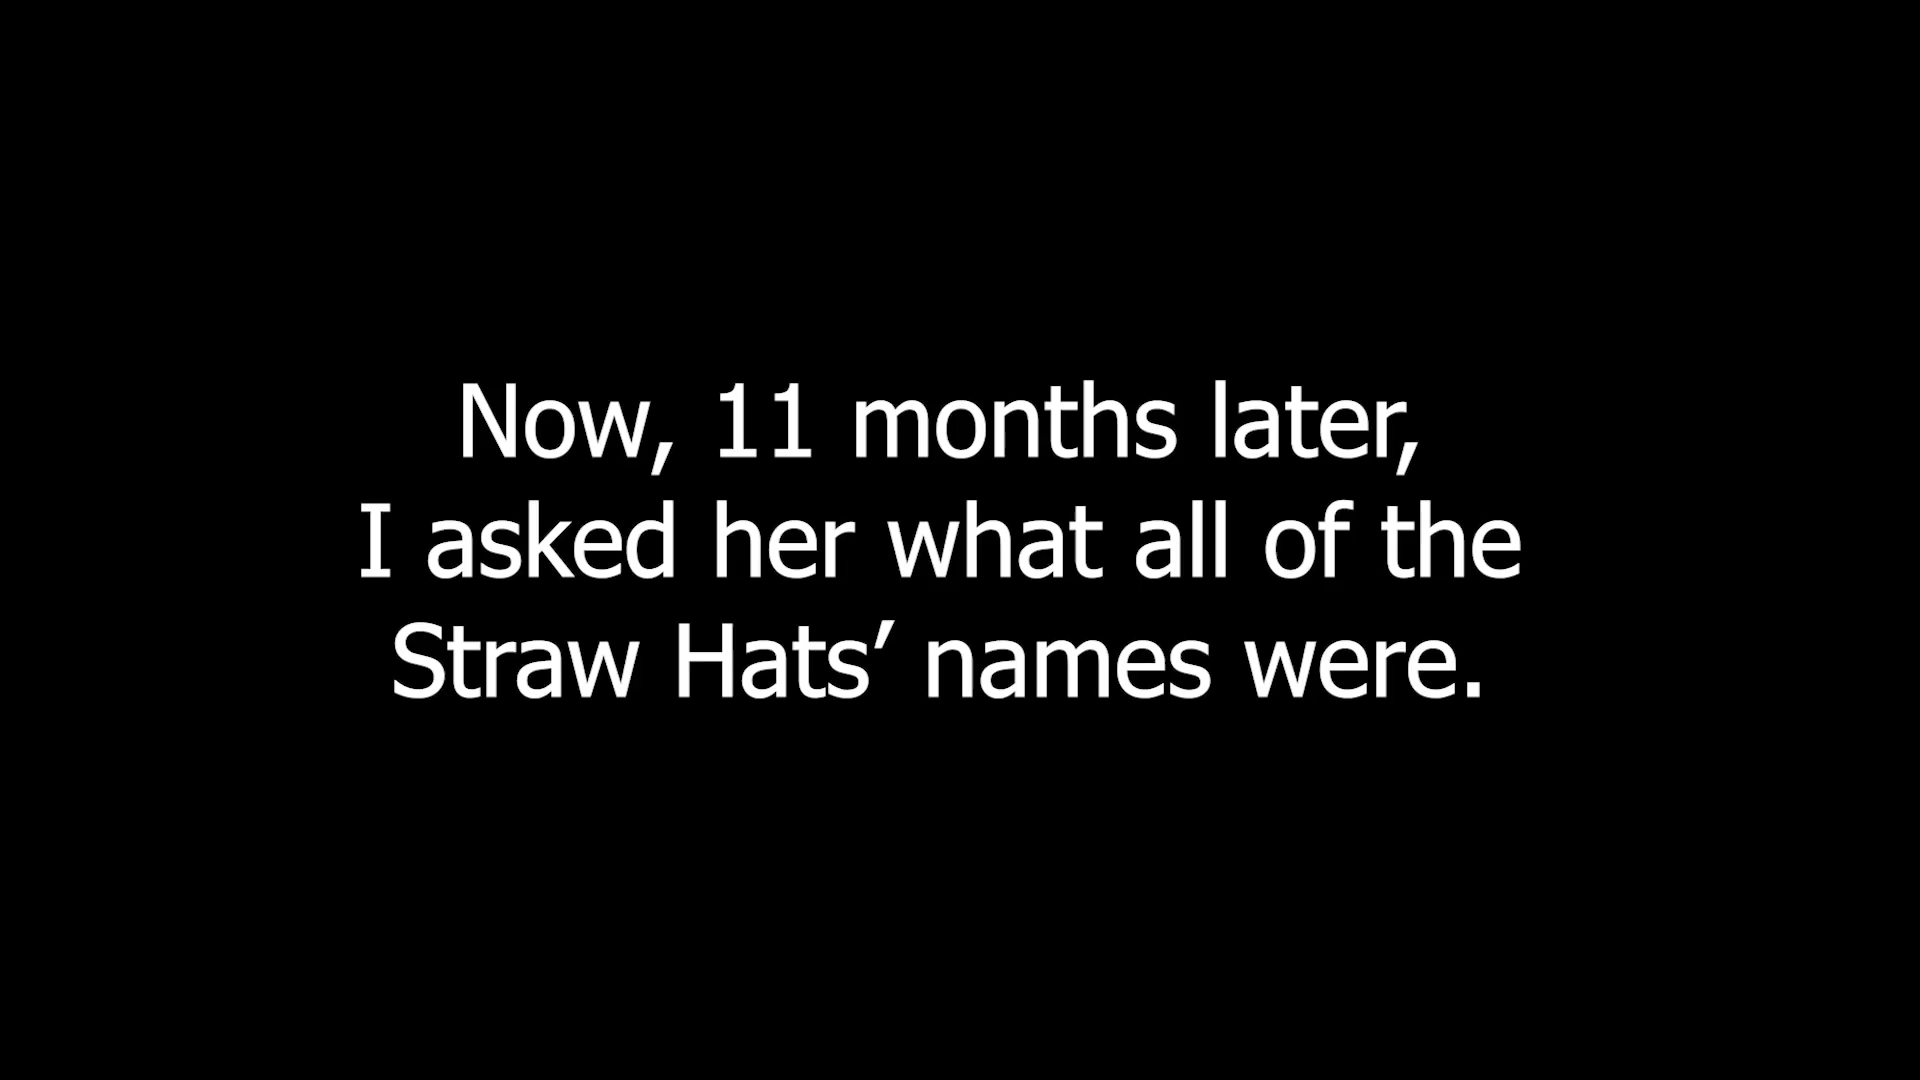 Now, 11 months later,
I asked her what all of the
Straw Hats’ names were.